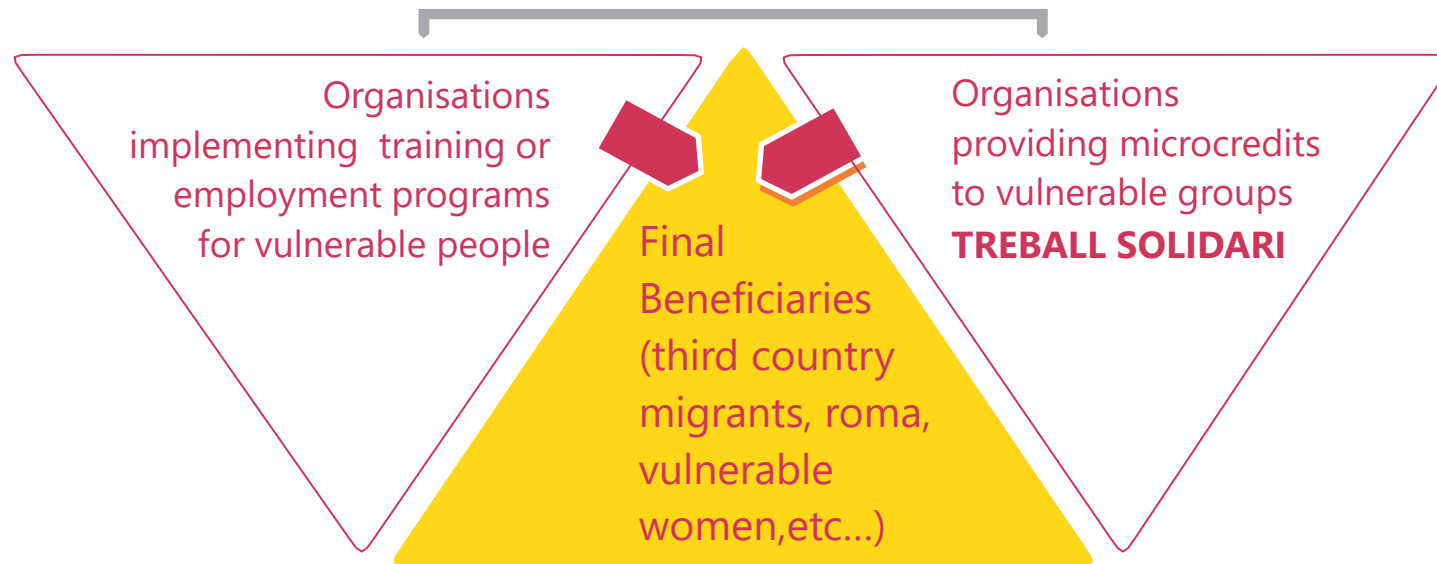 Organisations
implementing  training or
employment programs
for vulnerable people
Final
Beneficiaries
(third country
migrants, roma,
vulnerable
women,etc...)
Organisations
providing microcredits
to vulnerable groups
TREBALL SOLIDARI